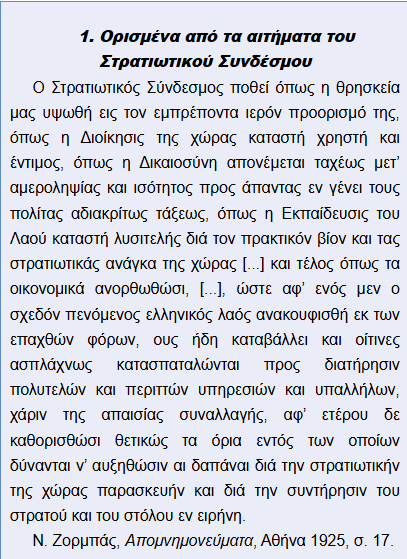 1. Ορισμένα από τα αιτήματα του
Στρατιωτικού Συνδέσμου
Ο Στρατιωτικός Σύνδεσμος ποθεί όπως η θρησκεία
μας υψωθή εις τον εμπρέποντα ιερόν προορισμό της,
όπως η Διοίκησις της χώρας καταστή χρηστή και
έντιμος, όπως η Δικαιοσύνη απονέμεται ταχέως μετ’
αμεροληψίας και ισότητος προς άπαντας εν γένει τους
πολίτας αδιακρίτως τάξεως, όπως η Εκπαίδευσις του
Λαού καταστή λυσιτελής διά τον πρακτικόν βίον και τας
στρατιωτικάς ανάγκα της χώρας [...] και τέλος όπως τα
οικονομικά ανορθωθώσι, [...], ώστε αφ’ ενός μεν ο
σχεδόν πενόμενος ελληνικός λαός ανακουφισθή εκ των
επαχθών φόρων, ους ήδη καταβάλλει και οίτινες
ασπλάχνως κατασπαταλώνται προς διατήρησιν
πολυτελών και περιττών υπηρεσιών και υπαλλήλων,
χάριν της απαισίας συναλλαγής, αφ’ ετέρου δε
καθορισθώσι θετικώς τα όρια εντός των οποίων
δύνανται ν’ αυξηθώσιν αι δαπάναι διά την στρατιωτικήν
της χώρας παρασκευήν και διά την συντήρησιν του
στρατού και του στόλου εν ειρήνη.
Ν. Ζορμπάς, Απομνημονεύματα, Αθήνα 1925, σ. 17.